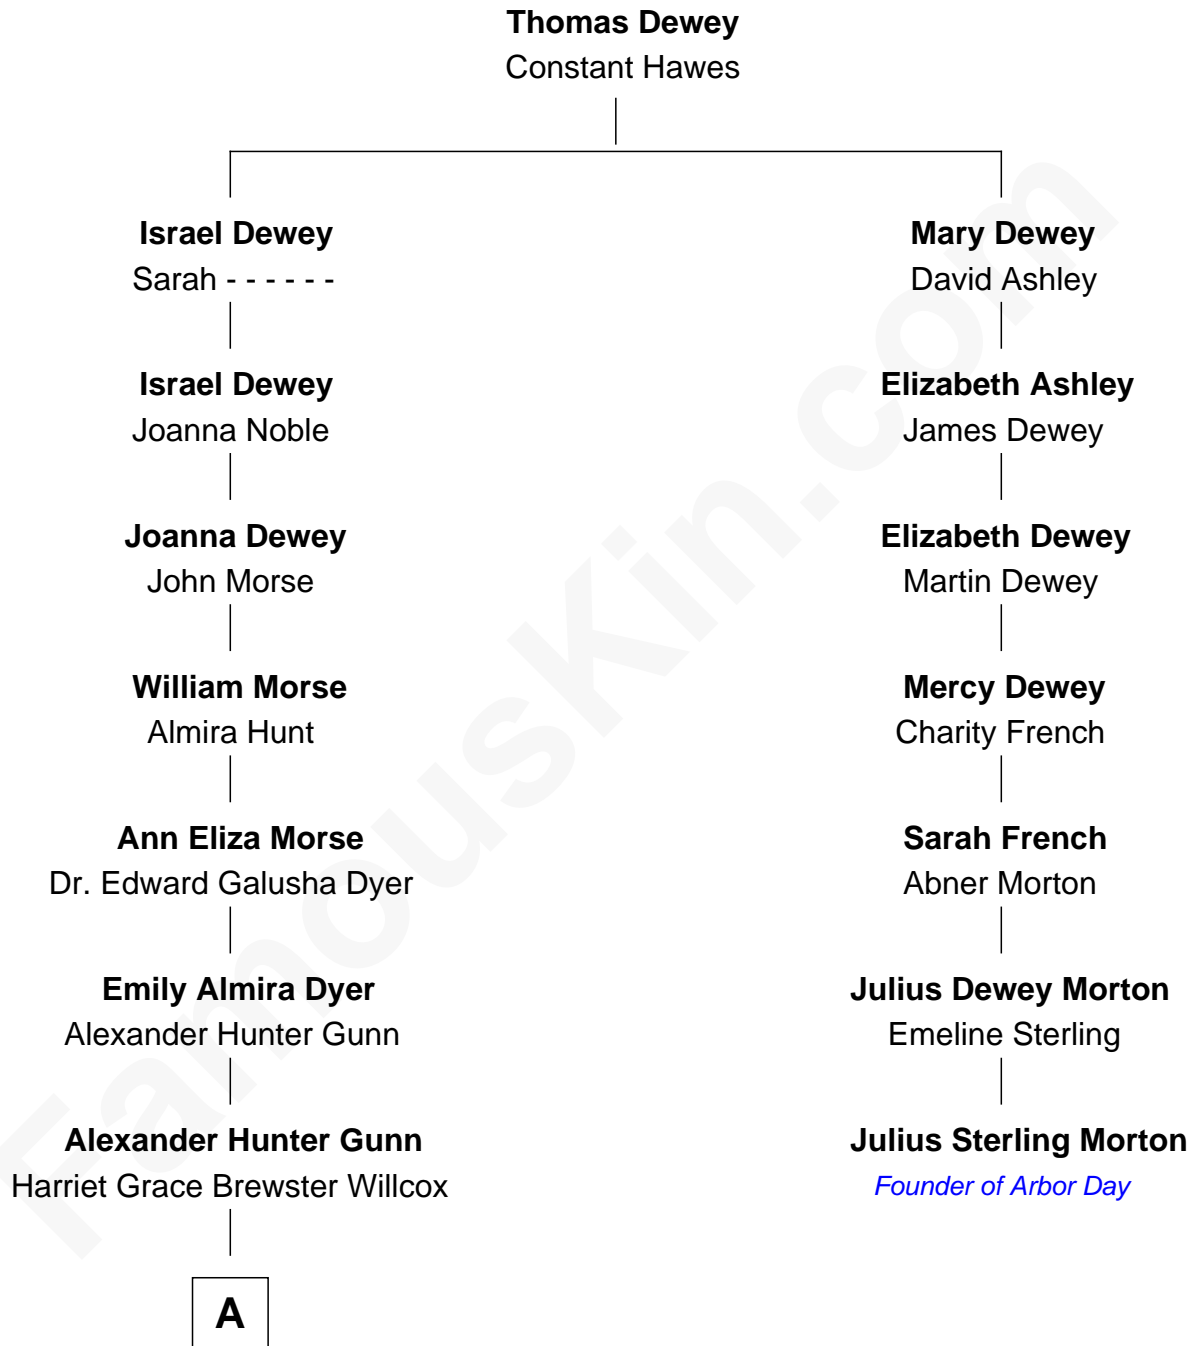 Thomas Dewey
Constant Hawes
Israel Dewey
Sarah - - - - - -
Mary Dewey
David Ashley
Israel Dewey
Joanna Noble
Elizabeth Ashley
James Dewey
Joanna Dewey
John Morse
Elizabeth Dewey
Martin Dewey
William Morse
Almira Hunt
Mercy Dewey
Charity French
Ann Eliza Morse
Dr. Edward Galusha Dyer
Sarah French
Abner Morton
Emily Almira Dyer
Alexander Hunter Gunn
Julius Dewey Morton
Emeline Sterling
Alexander Hunter Gunn
Harriet Grace Brewster Willcox
Julius Sterling Morton
Founder of Arbor Day
A
FamousKin.com